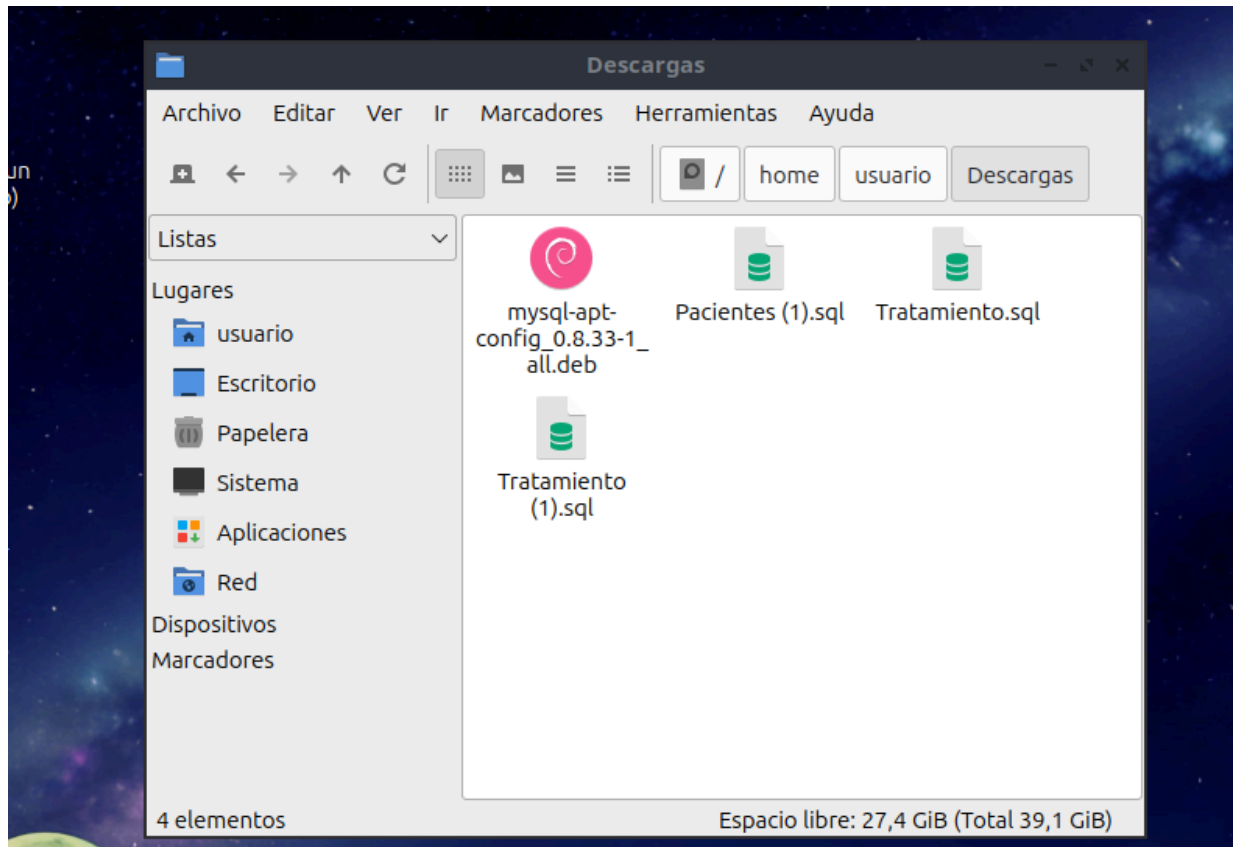 Descargas
Archivo Editar Ver Ir Marcadores Herramientas Ayuda
un
)
/ home usuario Descargas
Listas
Lugares
usuario
Escritorio
Papelera
Sistema
Aplicaciones
Red
Dispositivos
Marcadores
mysql-apt-
config_0.8.33-1_
all.deb
Pacientes (1).sql
Tratamiento.sql
Tratamiento
(1).sql
4 elementos
Espacio libre: 27,4 GiB (Total 39,1 GiB)